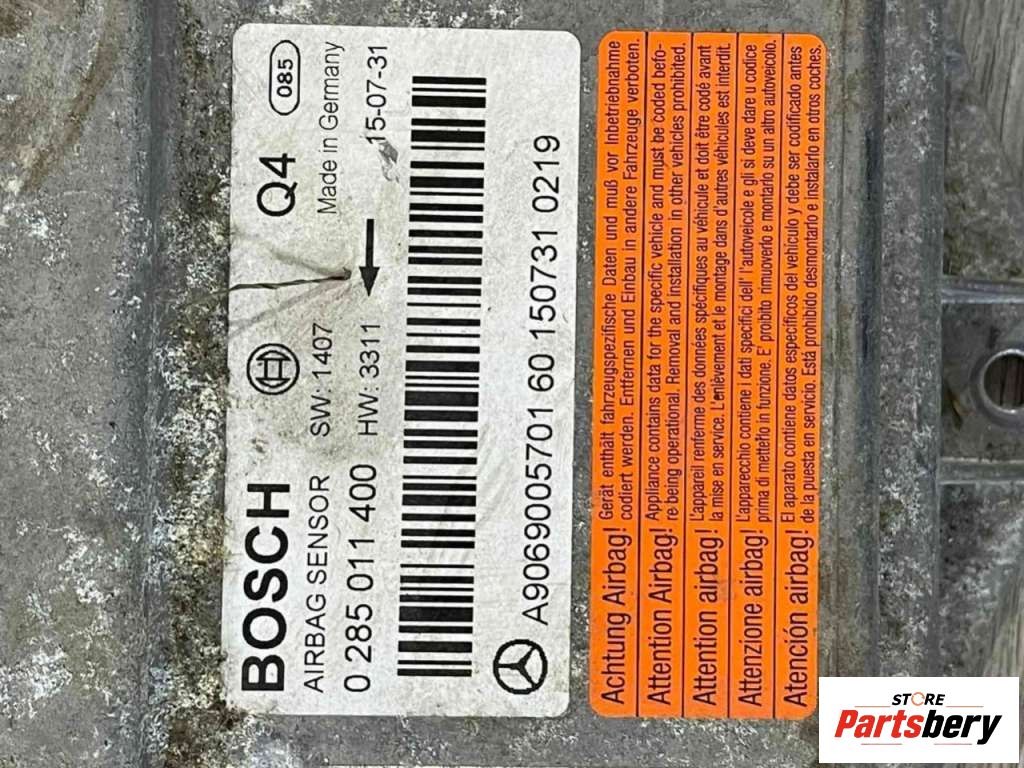 BOSCH
Q4
085
AIRBAG SENSOR SW: 1407 Made in Germany
0 285 011 400 HW: 3311 15-07-31
A9069005701 60 150731 0219
Achtung Airbag! Gerät enthält fahrzeugspezifische Daten und muß vor Inbetriebnahme
codiert werden. Entfernen und Einbau in andere Fahrzeuge verboten.
Attention Airbag! Appliance contains data for the specific vehicle and must be coded befo-
re being operational. Removal and installation in other vehicles prohibited.
Attention airbag! L'appareil renferme des données spécifiques au véhicule et doit être codé avant
la mise en service. L'enlèvement et le montage dans d'autres véhicules est interdit.
Attenzione airbag! L'apparecchio contiene i dati specifici dell' l'autoveicole e gli si deve dare u codice
prima di metterlo in funzione. E' proibito rimuoverlo e montarlo su un altro autoveicolo.
Atención airbag! El aparato contiene datos específicos del vehículo y debe ser codificado antes
de la puesta en servicio. Está prohibido desmontarlo e instalarlo en otros coches.
STORE
Partsbery